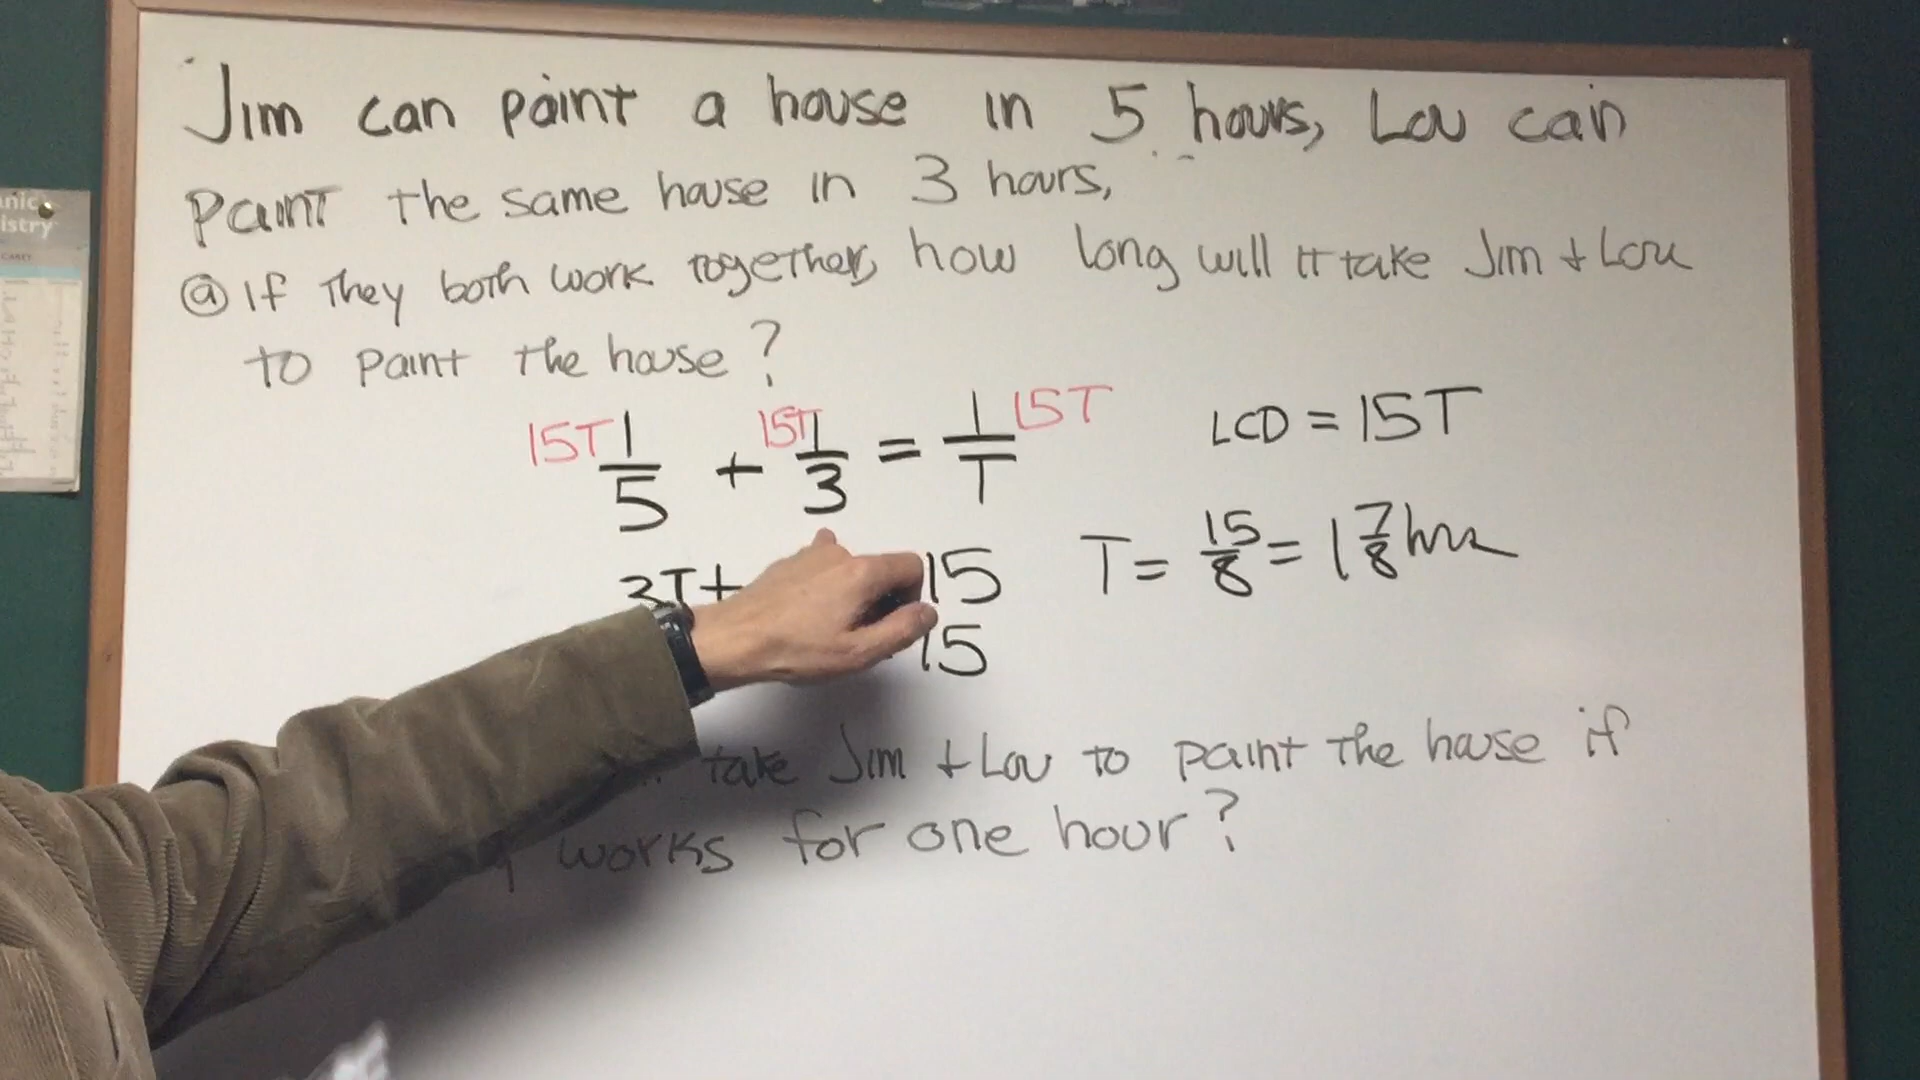 Jim can paint a house in 5 hours, Lou can
paint the same house in 3 hours,
ⓐ If they both work together, how long will it take Jim + Lou
to paint the house?
15T 1/5 + 15T 1/3 = 1/T 15T
LCD = 15T
3T +
15
T = 15/8 = 1 7/8 hrs
15
take Jim + Lou to paint the house if
works for one hour?
nic
istry